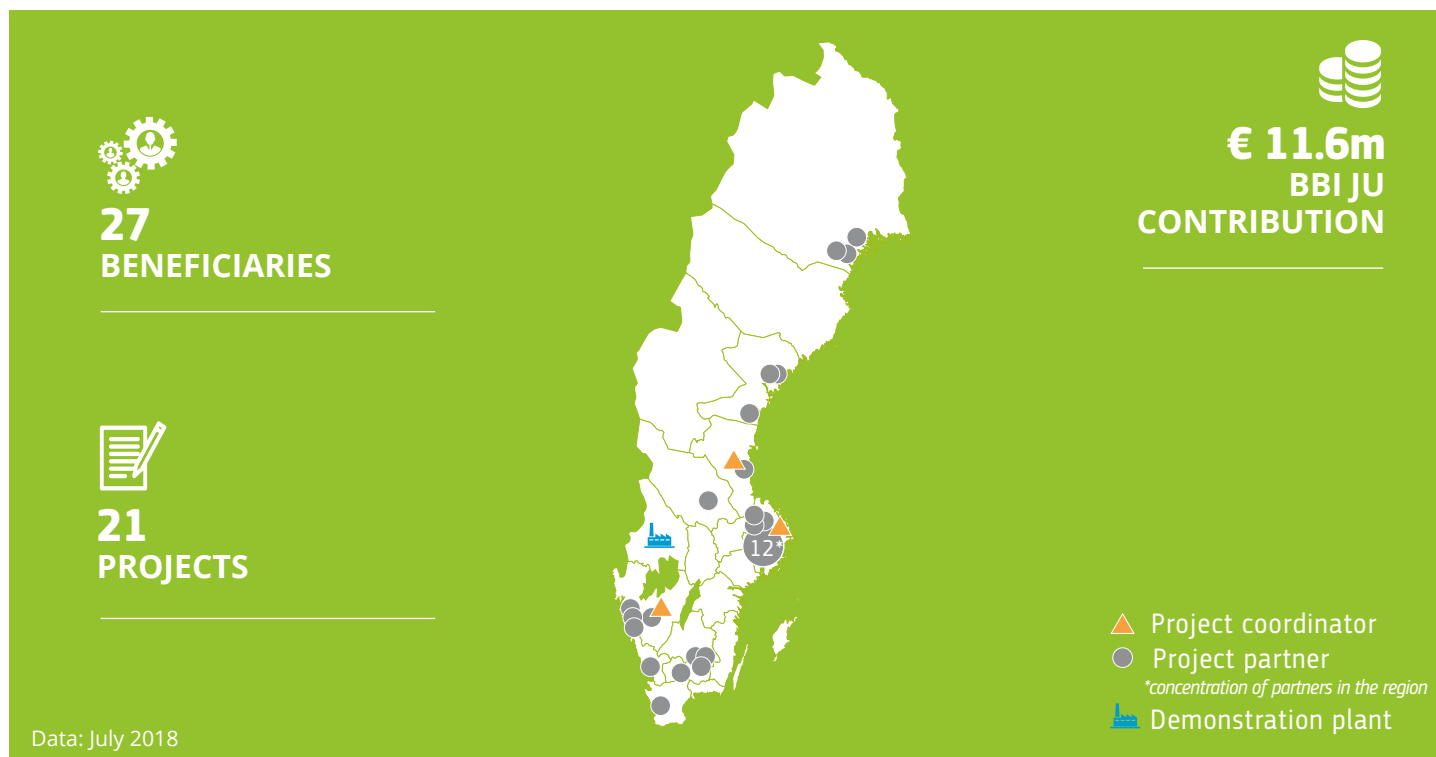 27
BENEFICIARIES
21
PROJECTS
€ 11.6m
BBI JU
CONTRIBUTION
12*
Project coordinator
Project partner
*concentration of partners in the region
Demonstration plant
Data: July 2018